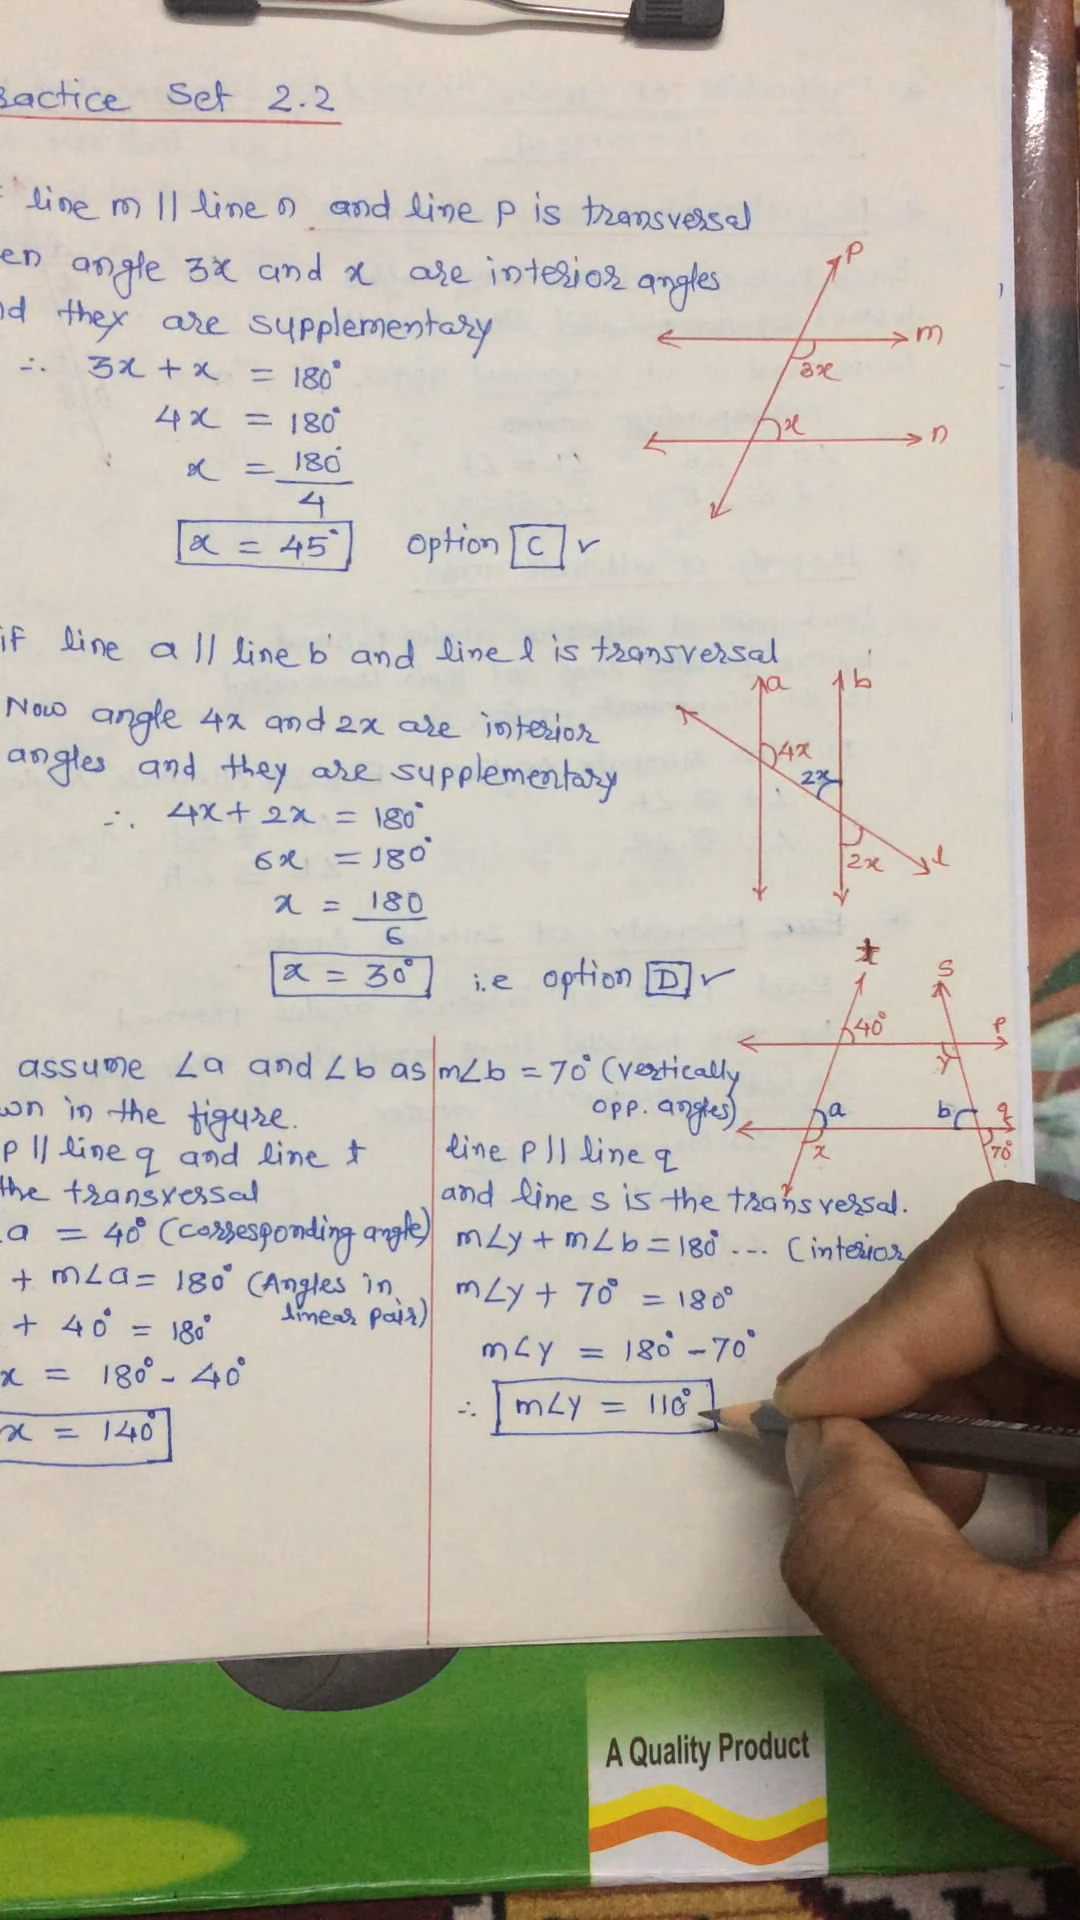 Practice Set 2.2
line m || line n and line p is transversal
angle 3x and x are interior angles
they are supplementary
∴ 3x + x = 180°
4x = 180°
x = 180°/4
x = 45° option C ✓
P
m
3x
x
n
if line a || line b and line l is transversal
Now angle 4x and 2x are interior
angles and they are supplementary
∴ 4x + 2x = 180°
6x = 180°
x = 180/6
x = 30° i.e option D ✓
a b
4x
2x
2x
l
t
S
40°
P
y
a
b
q
x
70°
assume ∠a and ∠b as
in the figure.
p || line q and line t
the transversal
a = 40° (corresponding angle)
+ m∠a = 180° (Angles in
linear pair)
+ 40° = 180°
x = 180° - 40°
x = 140°
m∠b = 70° (vertically
opp. angles)
line p || line q
and line s is the transversal.
m∠y + m∠b = 180° ... (interior
m∠y + 70° = 180°
m∠y = 180° - 70°
∴ m∠y = 110°
A Quality Product